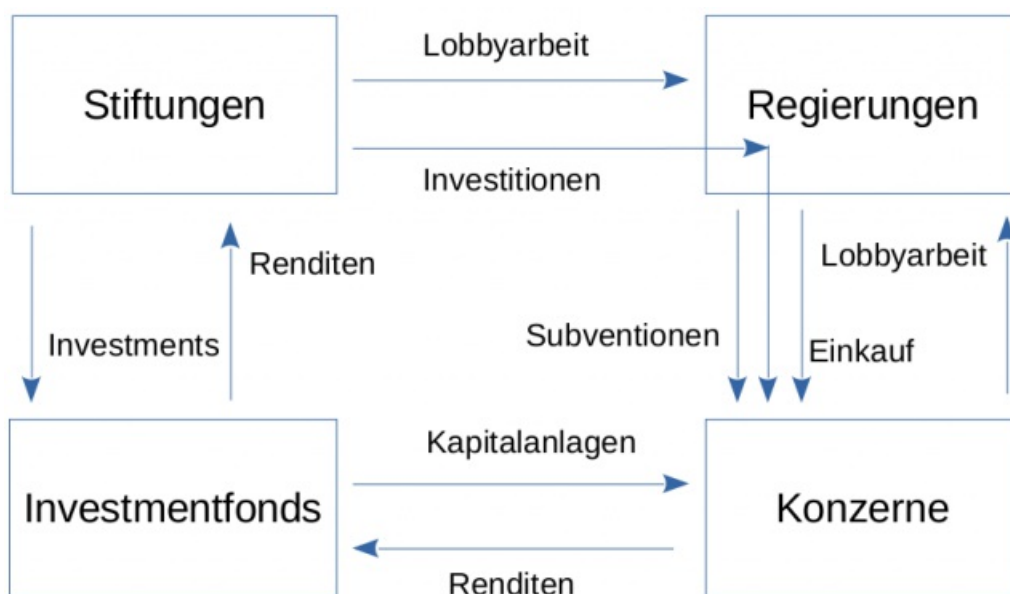 Lobbyarbeit
Stiftungen
Regierungen
Investitionen
Renditen
Lobbyarbeit
Investments
Subventionen
Einkauf
Kapitalanlagen
Investmentfonds
Konzerne
Renditen